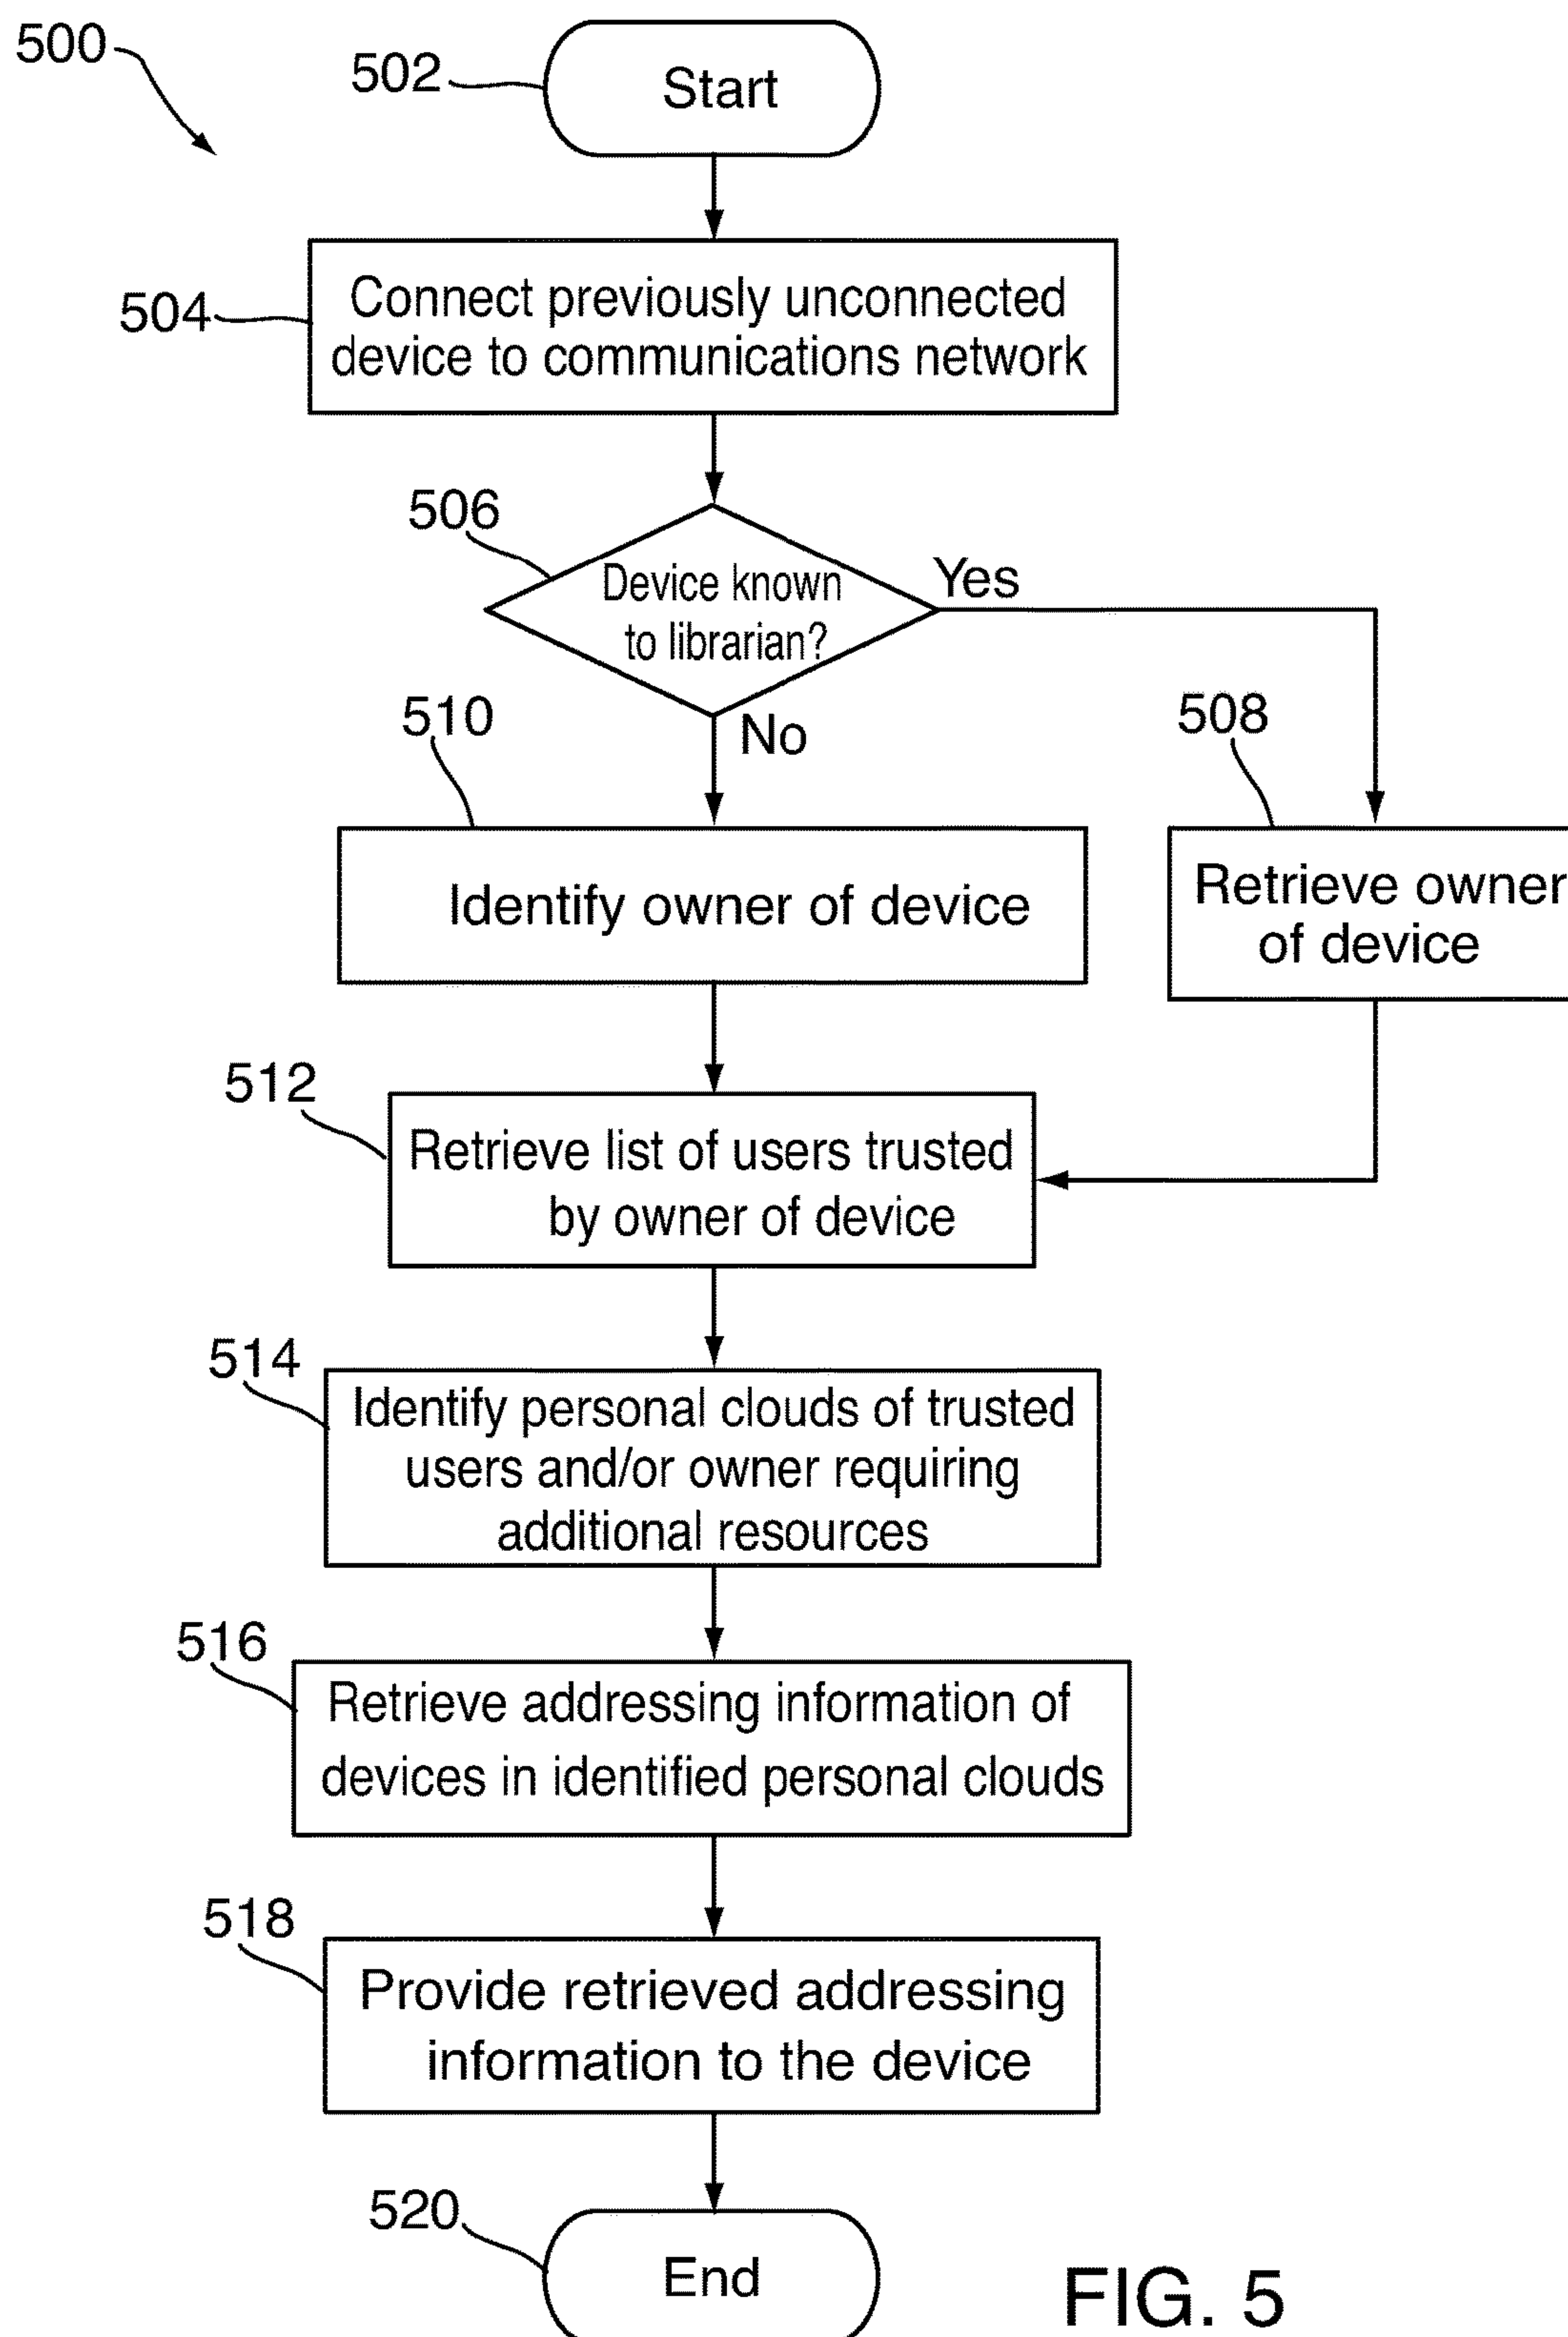 500
502
Start
504
Connect previously unconnected
device to communications network
506
Device known
to librarian?
Yes
No
510
Identify owner of device
508
Retrieve owner
of device
512
Retrieve list of users trusted
by owner of device
514
Identify personal clouds of trusted
users and/or owner requiring
additional resources
516
Retrieve addressing information of
devices in identified personal clouds
518
Provide retrieved addressing
information to the device
520
End
FIG. 5